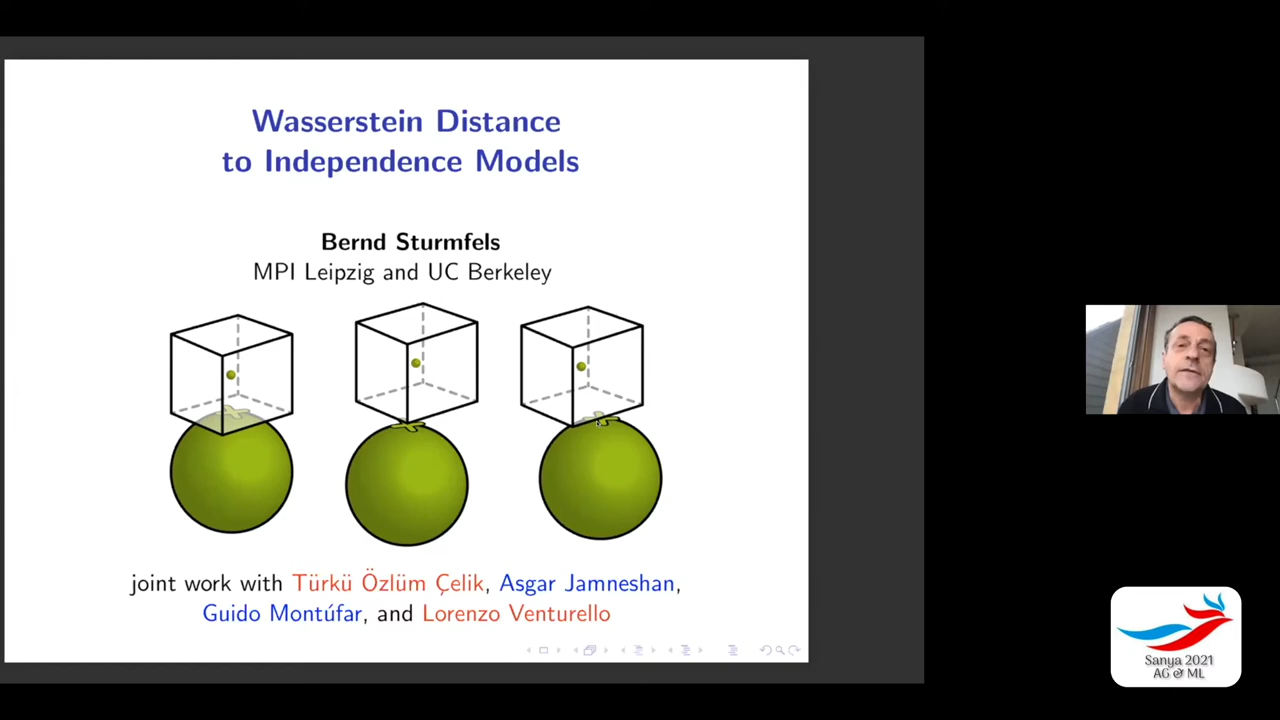 Wasserstein Distance
to Independence Models
Bernd Sturmfels
MPI Leipzig and UC Berkeley
joint work with Türkü Özlüm Çelik, Asgar Jamneshan,
Guido Montúfar, and Lorenzo Venturello
Sanya 2021
AG & ML